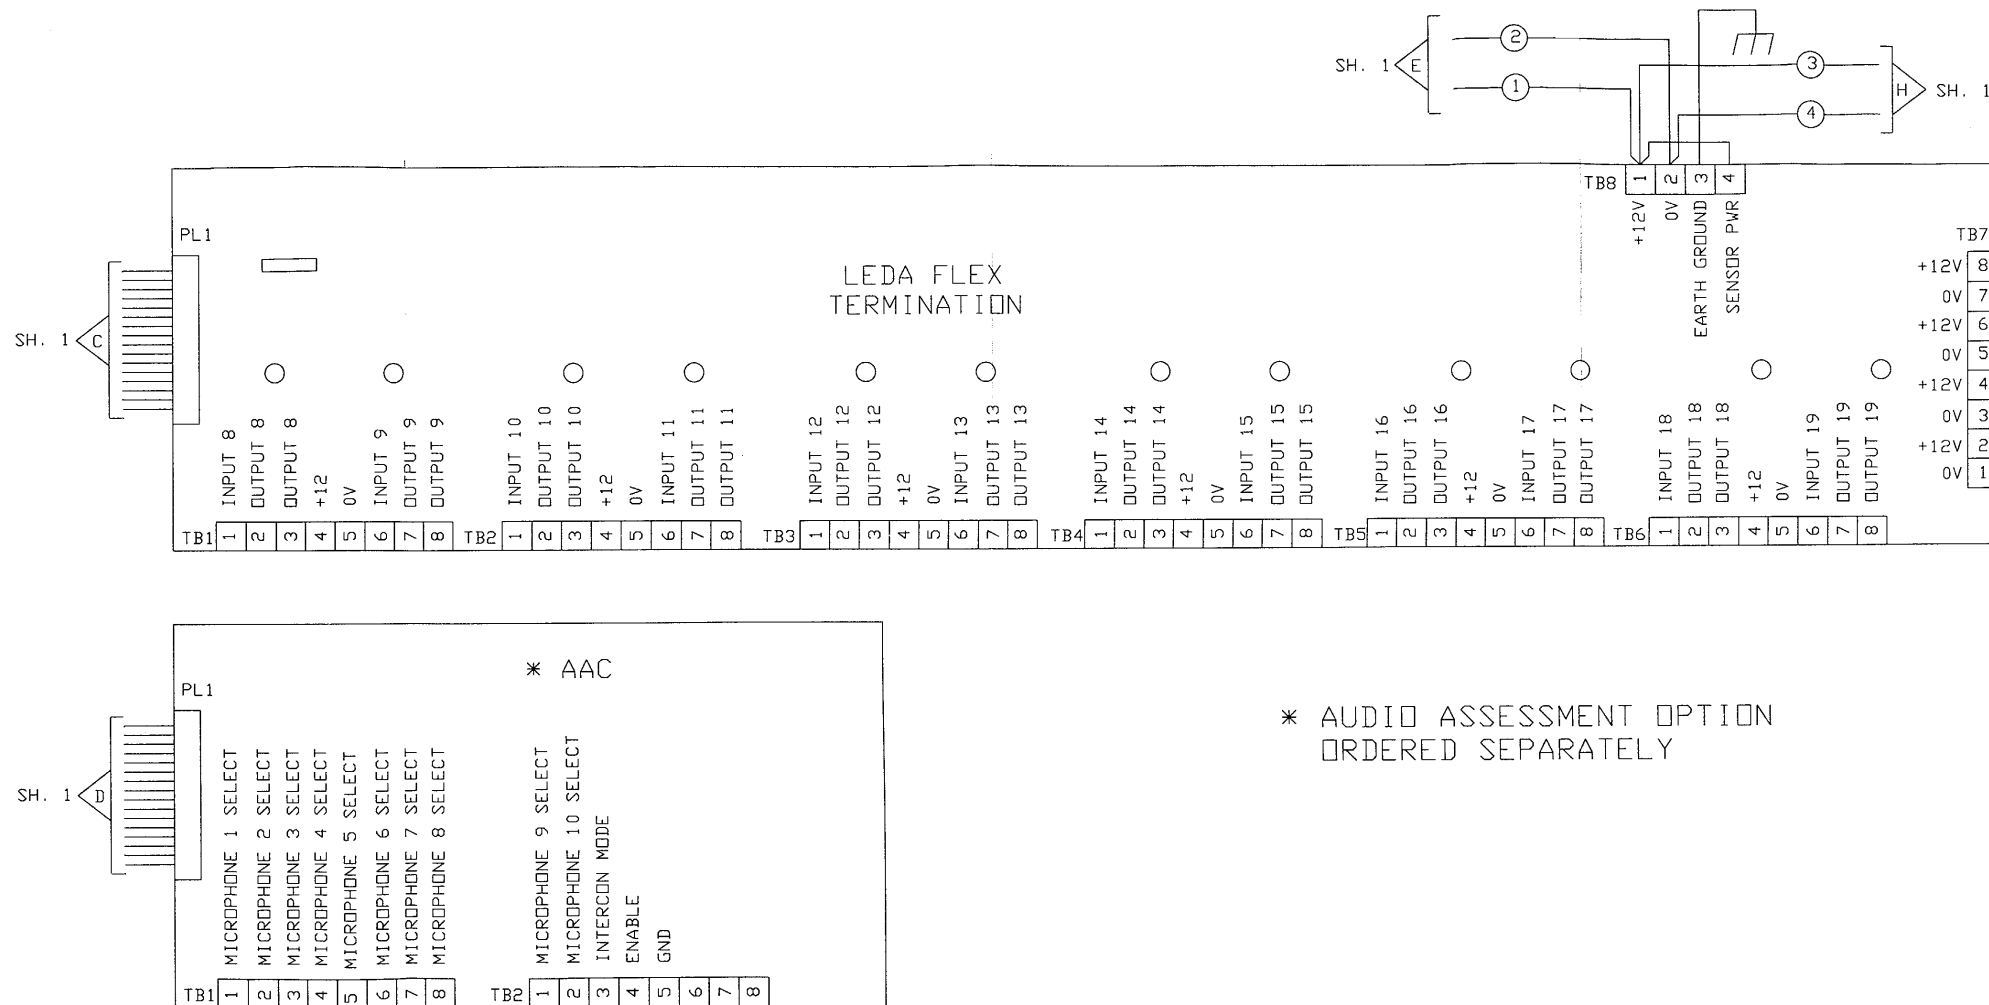 SH. 1 E 2 1
3 4 H SH. 1
TB8 1 2 3 4
+12V
0V
EARTH GROUND
SENSOR PWR
PL1
SH. 1 C
LEDA FLEX
TERMINATION
TB7
+12V 8
0V 7
+12V 6
0V 5
+12V 4
0V 3
+12V 2
0V 1
INPUT 8
OUTPUT 8
OUTPUT 8
+12
0V
INPUT 9
OUTPUT 9
OUTPUT 9
TB1 1 2 3 4 5 6 7 8
INPUT 10
OUTPUT 10
OUTPUT 10
+12
0V
INPUT 11
OUTPUT 11
OUTPUT 11
TB2 1 2 3 4 5 6 7 8
INPUT 12
OUTPUT 12
OUTPUT 12
+12
0V
INPUT 13
OUTPUT 13
OUTPUT 13
TB3 1 2 3 4 5 6 7 8
INPUT 14
OUTPUT 14
OUTPUT 14
+12
0V
INPUT 15
OUTPUT 15
OUTPUT 15
TB4 1 2 3 4 5 6 7 8
INPUT 16
OUTPUT 16
OUTPUT 16
+12
0V
INPUT 17
OUTPUT 17
OUTPUT 17
TB5 1 2 3 4 5 6 7 8
INPUT 18
OUTPUT 18
OUTPUT 18
+12
0V
INPUT 19
OUTPUT 19
OUTPUT 19
TB6 1 2 3 4 5 6 7 8
* AAC
PL1
SH. 1 D
MICROPHONE 1 SELECT
MICROPHONE 2 SELECT
MICROPHONE 3 SELECT
MICROPHONE 4 SELECT
MICROPHONE 5 SELECT
MICROPHONE 6 SELECT
MICROPHONE 7 SELECT
MICROPHONE 8 SELECT
TB1 1 2 3 4 5 6 7 8
MICROPHONE 9 SELECT
MICROPHONE 10 SELECT
INTERCON MODE
ENABLE
GND
TB2 1 2 3 4 5 6 7 8
* AUDIO ASSESSMENT OPTION
ORDERED SEPARATELY